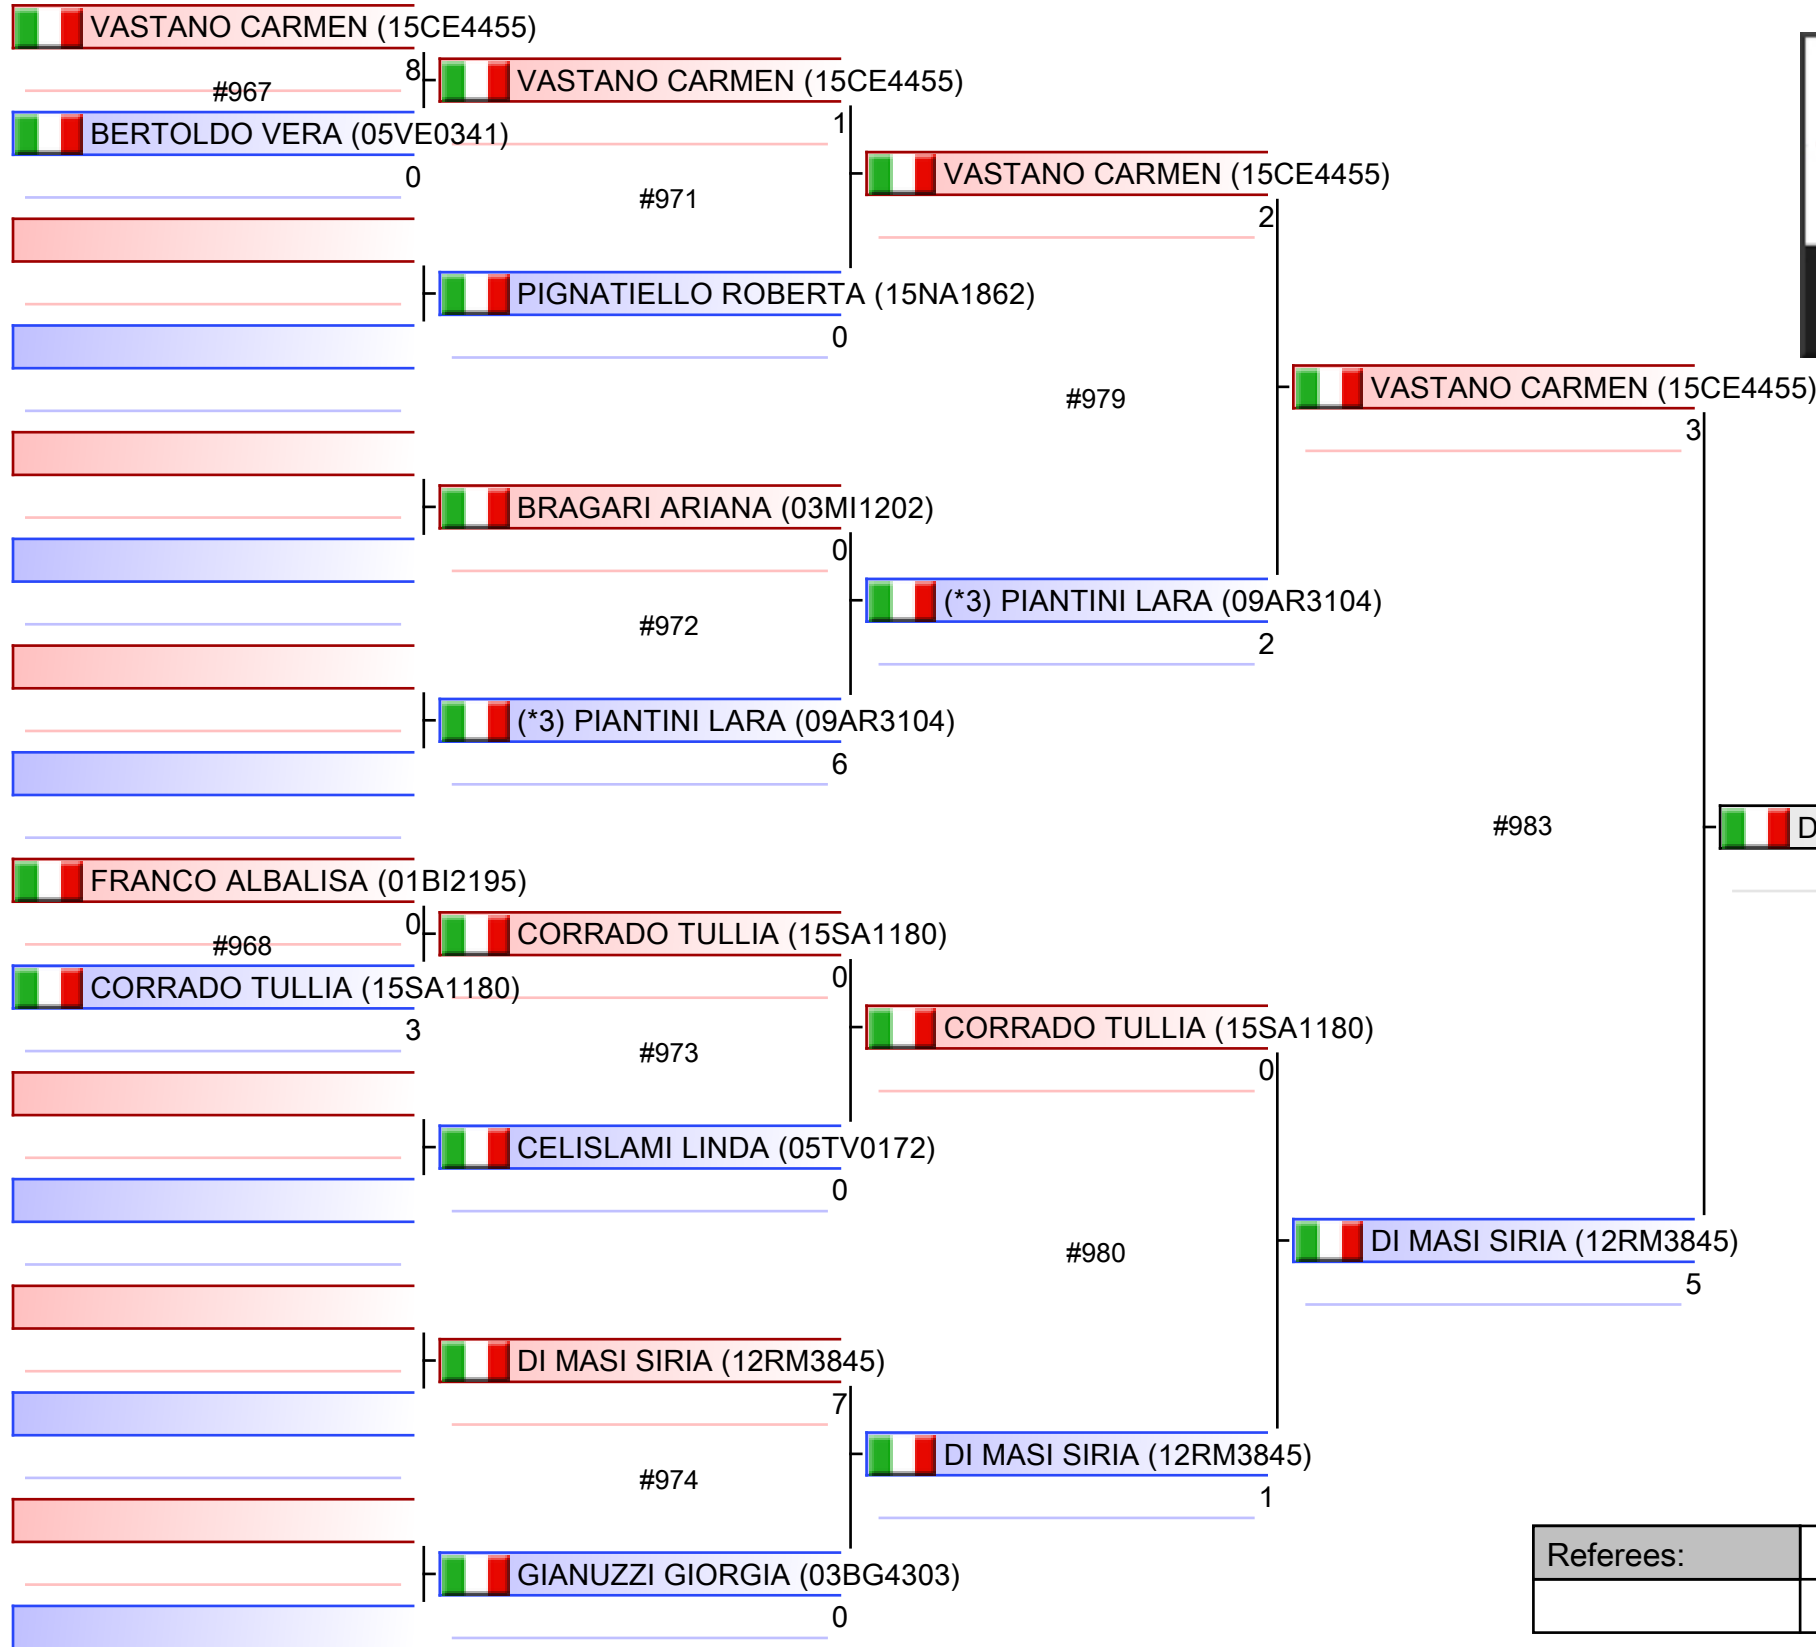 VASTANO CARMEN (15CE4455)
8
#967
BERTOLDO VERA (05VE0341)
0
VASTANO CARMEN (15CE4455)
1
#971
PIGNATIELLO ROBERTA (15NA1862)
0
VASTANO CARMEN (15CE4455)
2
#979
BRAGARI ARIANA (03MI1202)
0
#972
(*3) PIANTINI LARA (09AR3104)
6
(*3) PIANTINI LARA (09AR3104)
2
VASTANO CARMEN (15CE4455)
3
#983
D
FRANCO ALBALISA (01BI2195)
0
#968
CORRADO TULLIA (15SA1180)
3
CORRADO TULLIA (15SA1180)
0
#973
CELISLAMI LINDA (05TV0172)
0
CORRADO TULLIA (15SA1180)
0
#980
DI MASI SIRIA (12RM3845)
7
#974
GIANUZZI GIORGIA (03BG4303)
0
DI MASI SIRIA (12RM3845)
1
DI MASI SIRIA (12RM3845)
5
Referees: